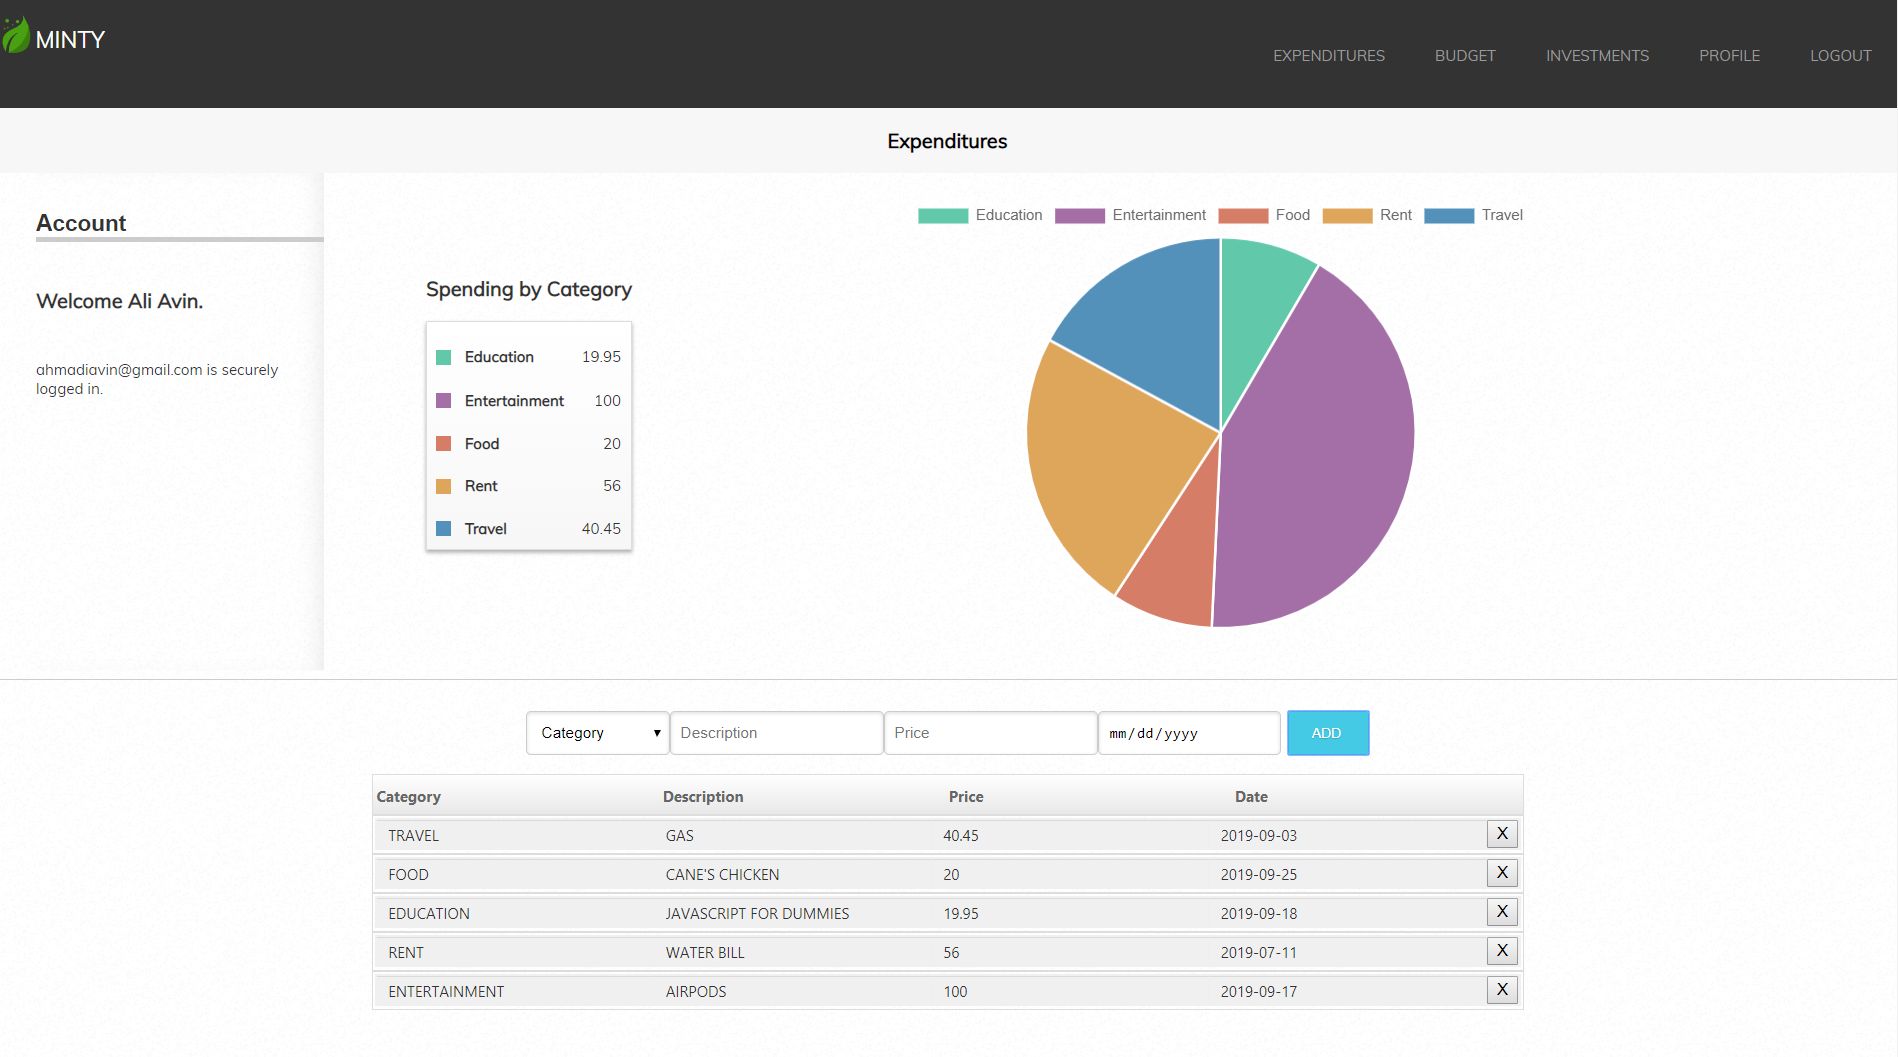 MINTY
EXPENDITURES BUDGET INVESTMENTS PROFILE LOGOUT
Expenditures
Account
Welcome Ali Avin.
ahmadiavin@gmail.com is securely
logged in.
Spending by Category
Education 19.95
Entertainment 100
Food 20
Rent 56
Travel 40.45
Education Entertainment Food Rent Travel
Category Description Price mm/dd/yyyy ADD
Category Description Price Date
TRAVEL GAS 40.45 2019-09-03 X
FOOD CANE'S CHICKEN 20 2019-09-25 X
EDUCATION JAVASCRIPT FOR DUMMIES 19.95 2019-09-18 X
RENT WATER BILL 56 2019-07-11 X
ENTERTAINMENT AIRPODS 100 2019-09-17 X